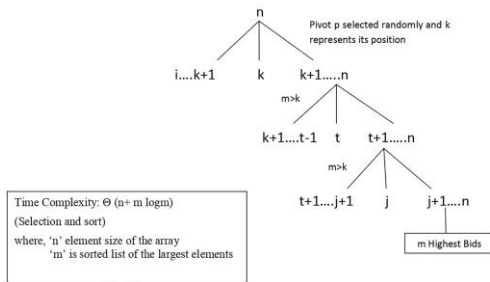 n
Pivot p selected randomly and k
represents its position
i....k+1 k k+1.....n
m>k
k+1....t-1 t t+1.....n
m>k
t+1....j+1 j j+1....n
m Highest Bids
Time Complexity: Θ (n+ m logm)
(Selection and sort)
where, 'n' element size of the array
'm' is sorted list of the largest elements